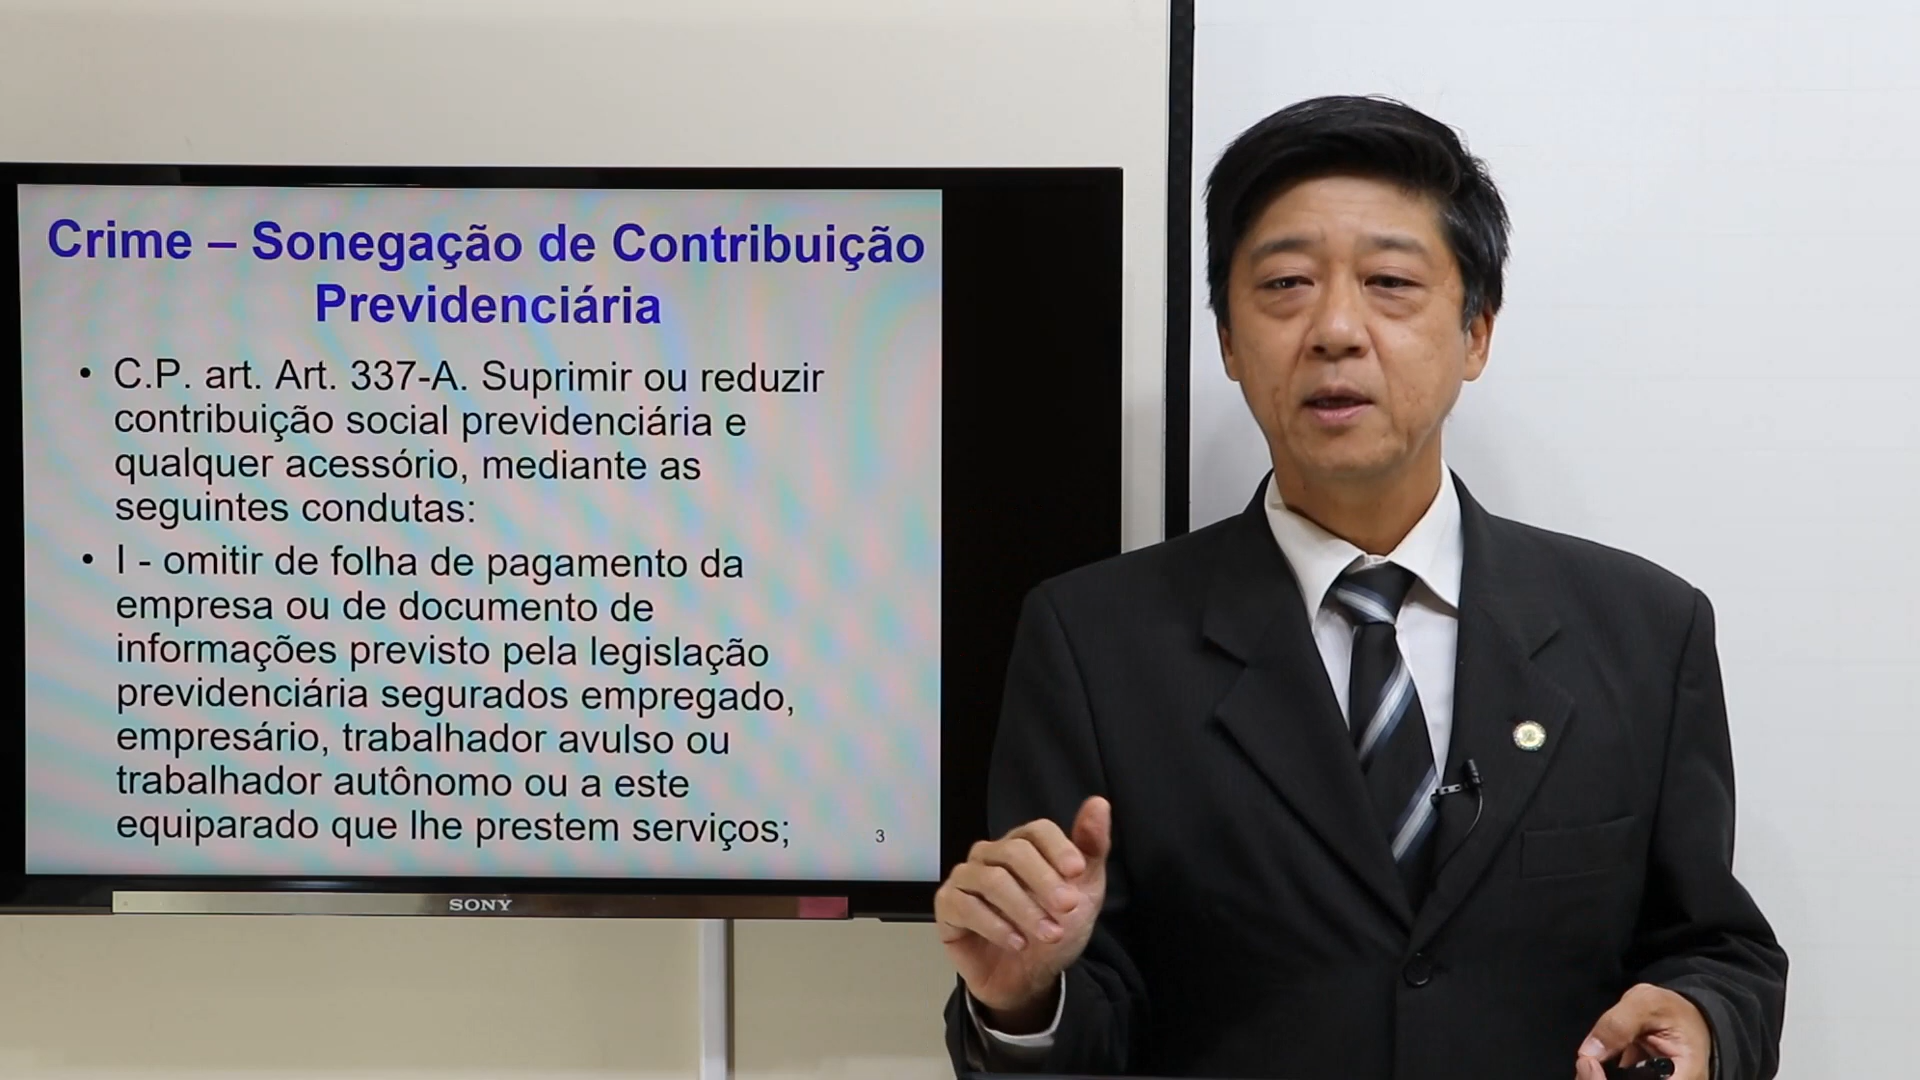 Crime – Sonegação de Contribuição
Previdenciária
• C.P. art. Art. 337-A. Suprimir ou reduzir
contribuição social previdenciária e
qualquer acessório, mediante as
seguintes condutas:
• I - omitir de folha de pagamento da
empresa ou de documento de
informações previsto pela legislação
previdenciária segurados empregado,
empresário, trabalhador avulso ou
trabalhador autônomo ou a este
equiparado que lhe prestem serviços;
3
SONY